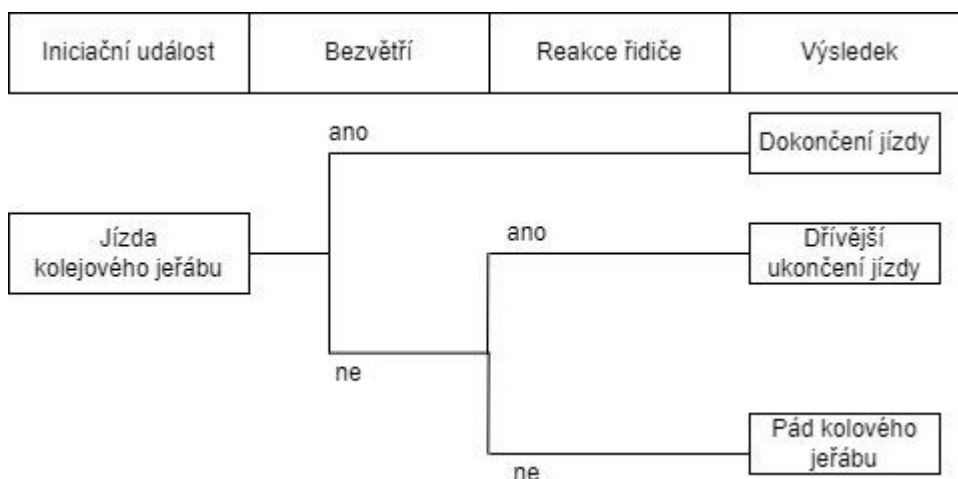 Iniciační událost
Bezvětří
Reakce řidiče
Výsledek
ano
Dokončení jízdy
Jízda
kolejového jeřábu
ano
Dřívější
ukončení jízdy
ne
Pád kolového
jeřábu
ne